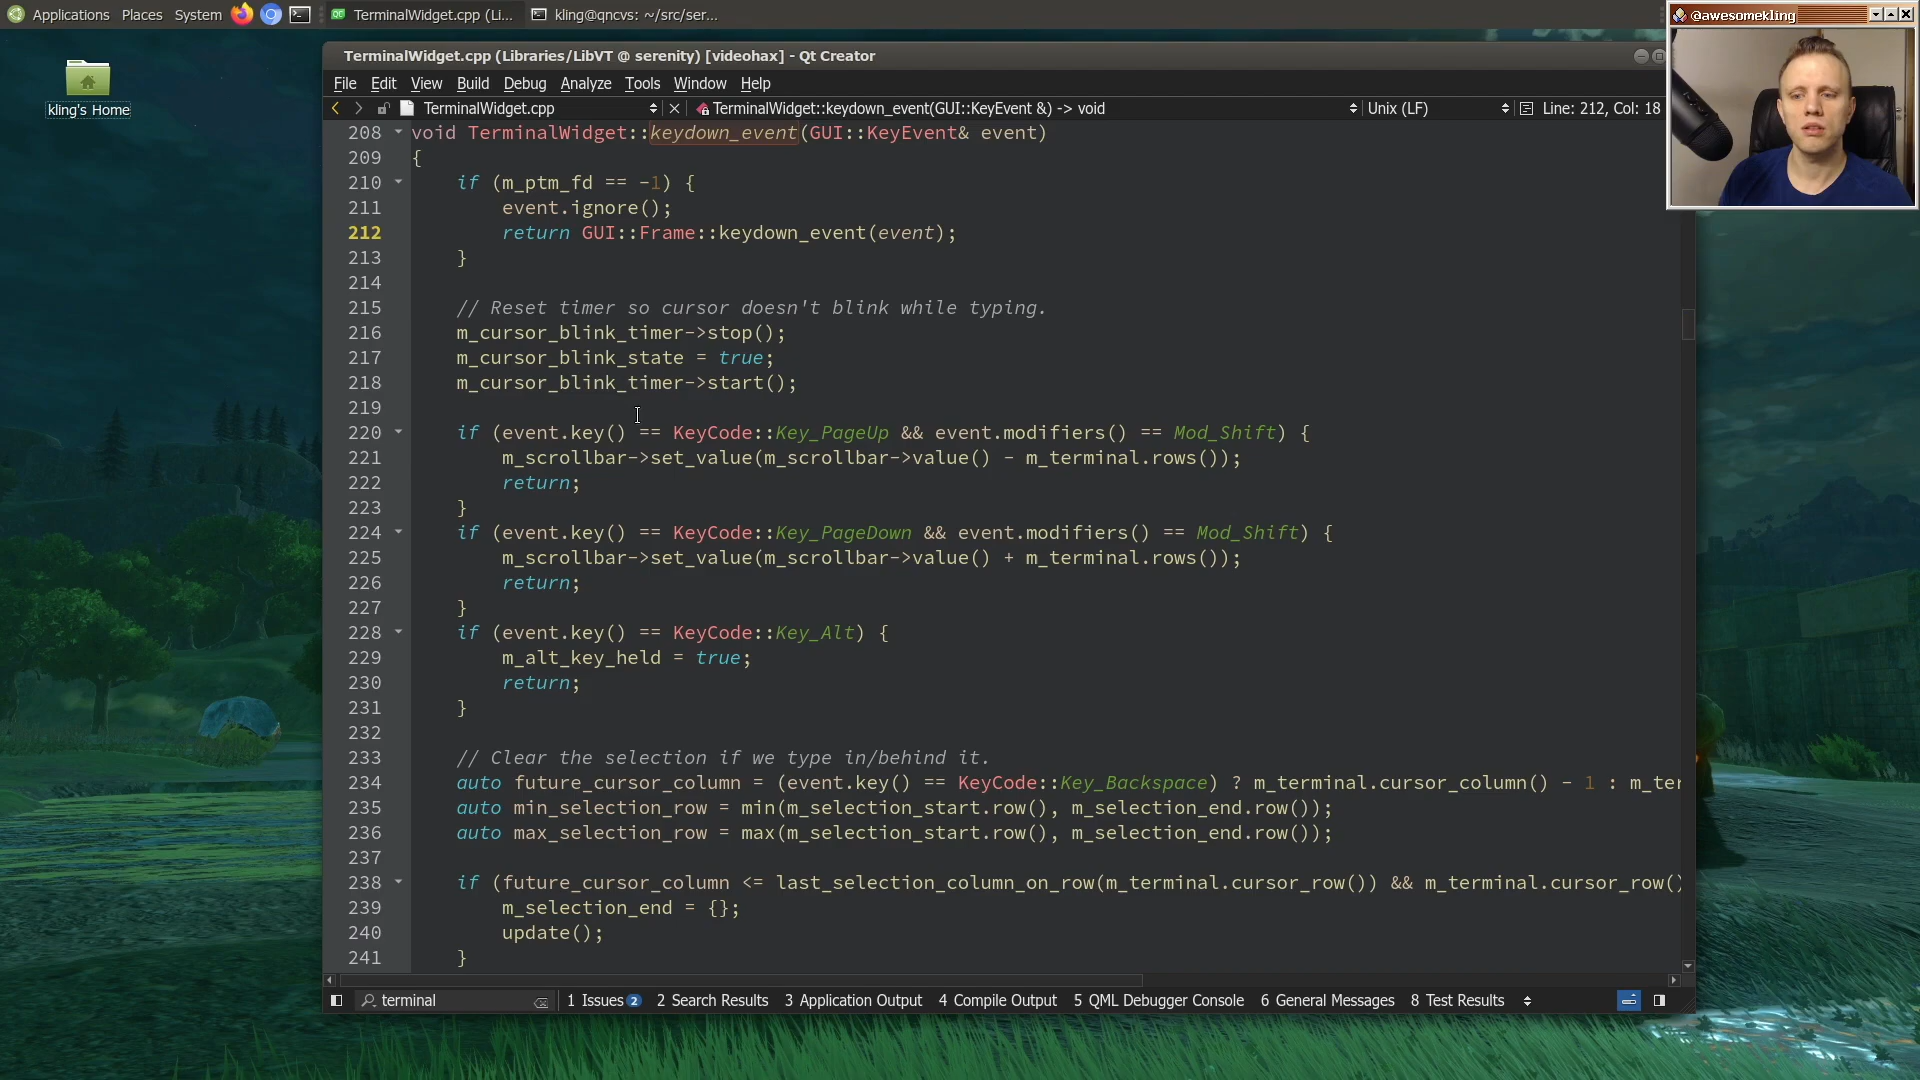 Applications Places System TerminalWidget.cpp (Li... kling@qncvs: ~/src/ser...
@awesomekling
kling's Home
TerminalWidget.cpp (Libraries/LibVT @ serenity) [videohax] - Qt Creator
File Edit View Build Debug Analyze Tools Window Help
TerminalWidget.cpp TerminalWidget::keydown_event(GUI::KeyEvent &) -> void Unix (LF) Line: 212, Col: 18
208 void TerminalWidget::keydown_event(GUI::KeyEvent& event)
209 {
210     if (m_ptm_fd == -1) {
211         event.ignore();
212         return GUI::Frame::keydown_event(event);
213     }
214
215     // Reset timer so cursor doesn't blink while typing.
216     m_cursor_blink_timer->stop();
217     m_cursor_blink_state = true;
218     m_cursor_blink_timer->start();
219
220     if (event.key() == KeyCode::Key_PageUp && event.modifiers() == Mod_Shift) {
221         m_scrollbar->set_value(m_scrollbar->value() - m_terminal.rows());
222         return;
223     }
224     if (event.key() == KeyCode::Key_PageDown && event.modifiers() == Mod_Shift) {
225         m_scrollbar->set_value(m_scrollbar->value() + m_terminal.rows());
226         return;
227     }
228     if (event.key() == KeyCode::Key_Alt) {
229         m_alt_key_held = true;
230         return;
231     }
232
233     // Clear the selection if we type in/behind it.
234     auto future_cursor_column = (event.key() == KeyCode::Key_Backspace) ? m_terminal.cursor_column() - 1 : m_ter
235     auto min_selection_row = min(m_selection_start.row(), m_selection_end.row());
236     auto max_selection_row = max(m_selection_start.row(), m_selection_end.row());
237
238     if (future_cursor_column <= last_selection_column_on_row(m_terminal.cursor_row()) && m_terminal.cursor_row()
239         m_selection_end = {};
240         update();
241     }
terminal 1 Issues 2 2 Search Results 3 Application Output 4 Compile Output 5 QML Debugger Console 6 General Messages 8 Test Results